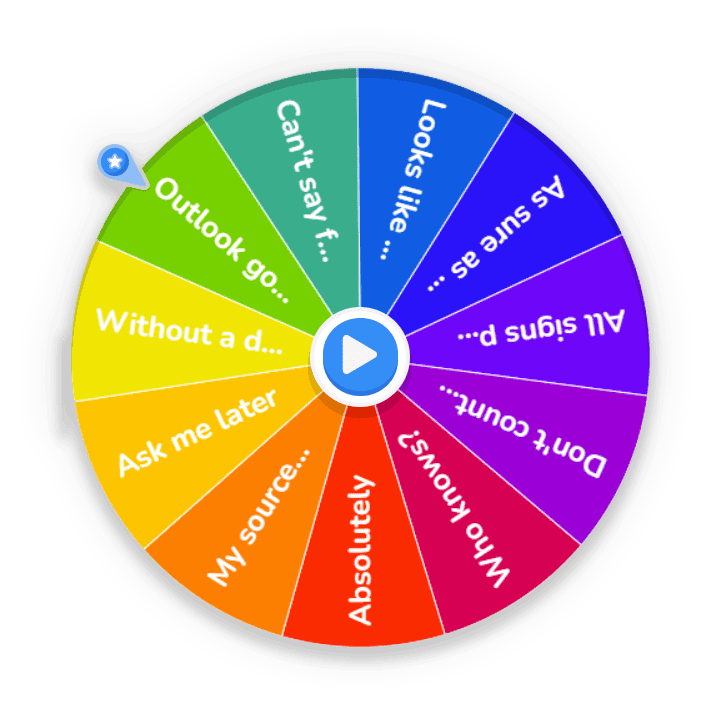 Can't say f...
Looks like ...
As sure as ...
All signs p...
Don't count...
Who knows?
Absolutely
My source...
Ask me later
Without a d...
Outlook go...